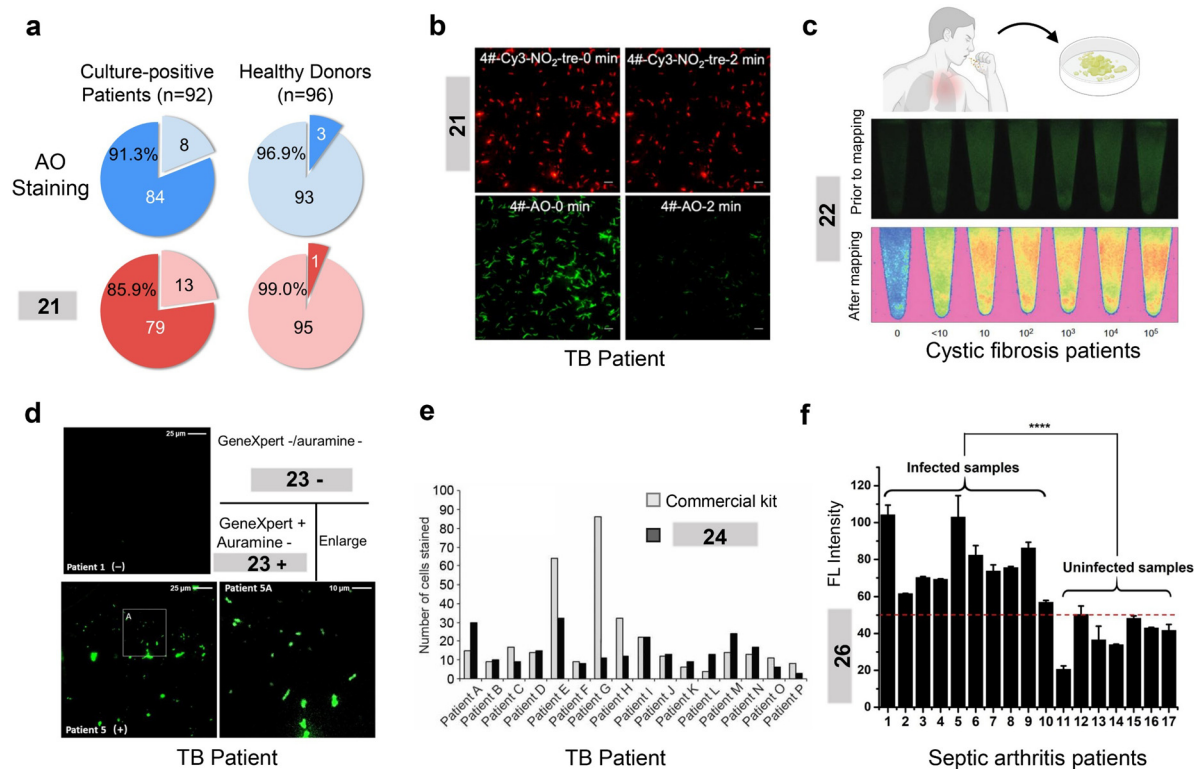 a
Culture-positive
Patients (n=92)
Healthy Donors
(n=96)
AO
Staining
91.3%
8
84
96.9%
3
93
21
85.9%
13
79
99.0%
1
95
b
21
4#-Cy3-NO₂-tre-0 min
4#-Cy3-NO₂-tre-2 min
4#-AO-0 min
4#-AO-2 min
TB Patient
c
22
Prior to mapping
After mapping
0
<10
10
10²
10³
10⁴
10⁵
Cystic fibrosis patients
d
25 µm
Patient 1 (–)
GeneXpert -/auramine -
23 -
GeneXpert +
Auramine -
23 +
Enlarge
25 µm
A
Patient 5 (+)
Patient 5A
10 µm
TB Patient
e
Number of cells stained
100
90
80
70
60
50
40
30
20
10
0
Commercial kit
24
Patient A
Patient B
Patient C
Patient D
Patient E
Patient F
Patient G
Patient H
Patient I
Patient J
Patient K
Patient L
Patient M
Patient N
Patient O
Patient P
TB Patient
f
****
Infected samples
Uninfected samples
26
FL Intensity
120
100
80
60
40
20
0
1 2 3 4 5 6 7 8 9 10 11 12 13 14 15 16 17
Septic arthritis patients